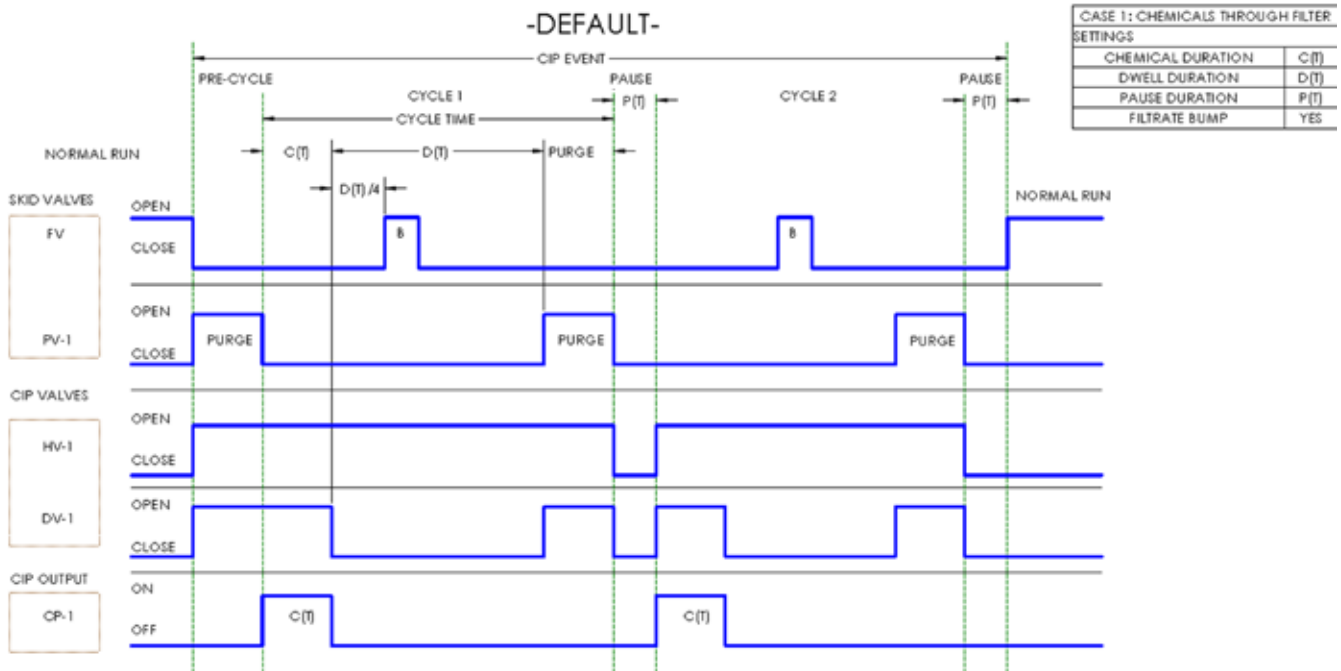 -DEFAULT-
CASE 1: CHEMICALS THROUGH FILTER
SETTINGS
CHEMICAL DURATION C(T)
DWELL DURATION D(T)
PAUSE DURATION P(T)
FILTRATE BUMP YES
CIP EVENT
PRE-CYCLE PAUSE PAUSE
CYCLE 1 P(T) CYCLE 2 P(T)
CYCLE TIME
NORMAL RUN C(T) D(T) PURGE
D(T) /4
NORMAL RUN
SKID VALVES OPEN
FV B B
CLOSE
OPEN
PV-1 PURGE PURGE PURGE
CLOSE
CIP VALVES
OPEN
HV-1
CLOSE
OPEN
DV-1
CLOSE
CIP OUTPUT
ON
CP-1 C(T) C(T)
OFF